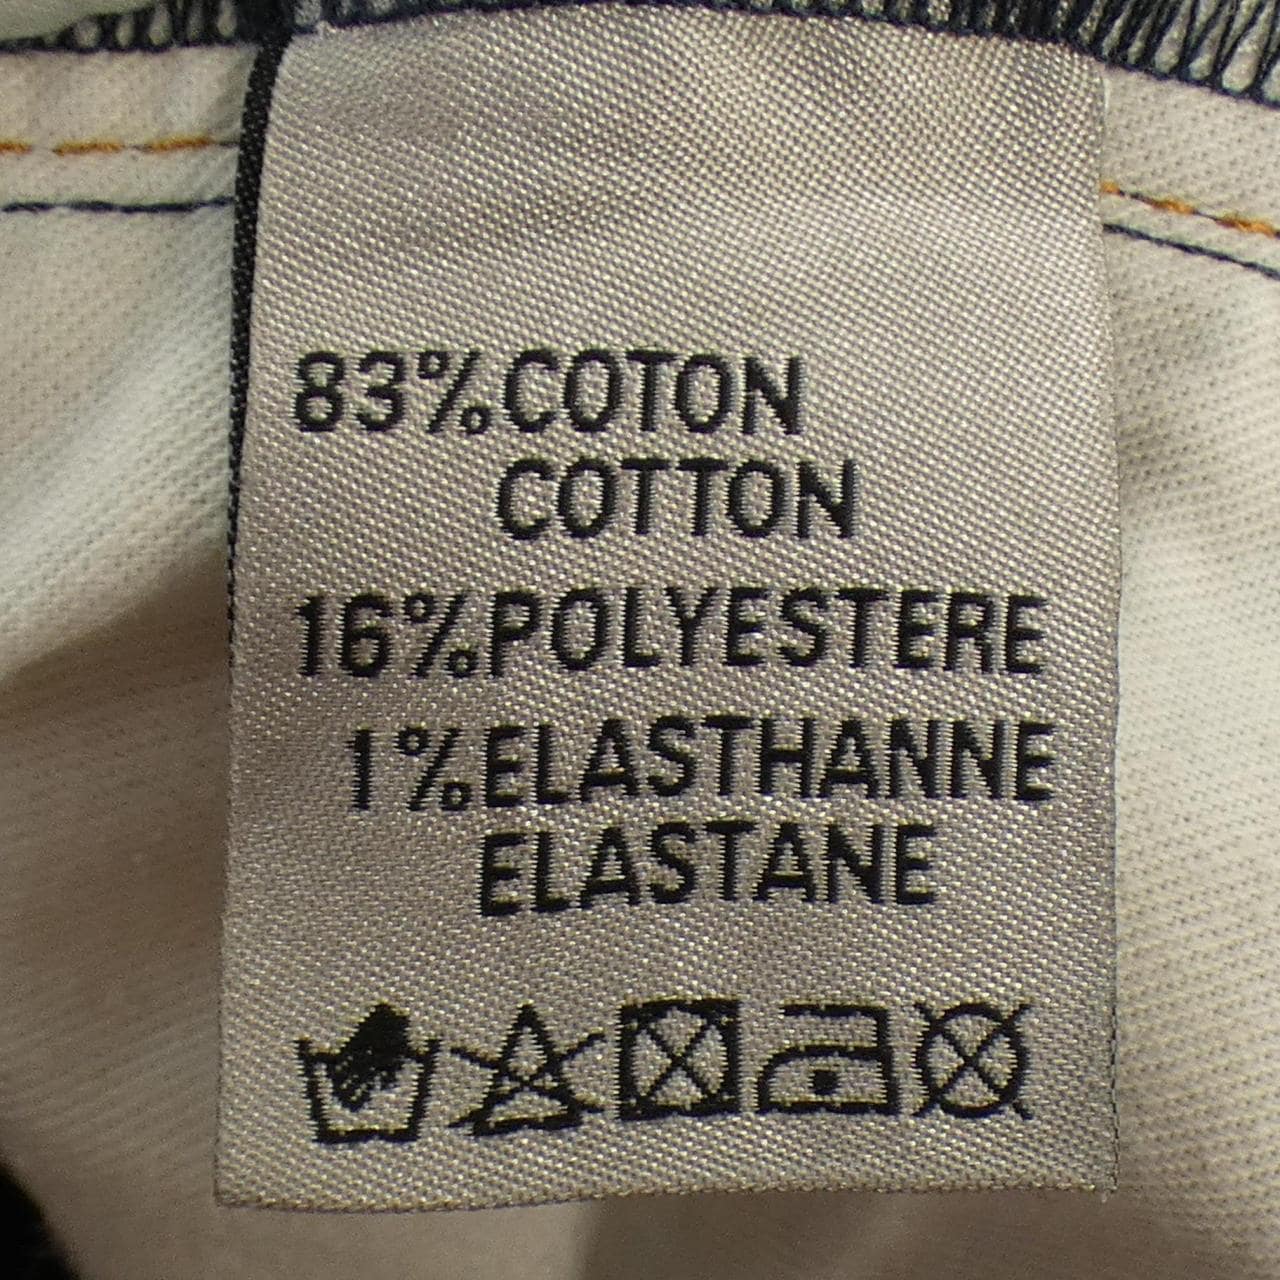 83%COTON
COTTON
16%POLYESTERE
1%ELASTHANNE
ELASTANE